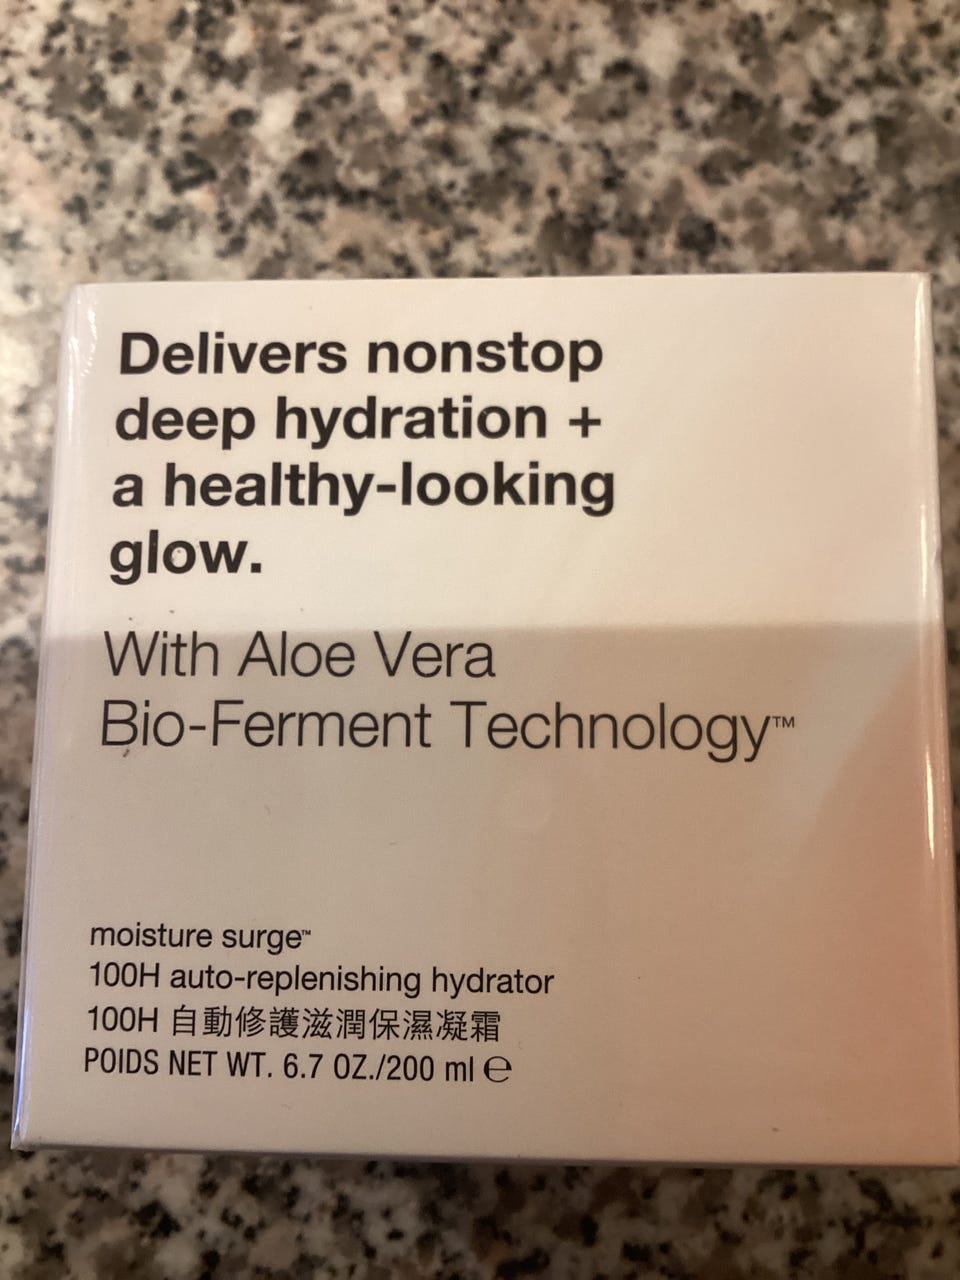 Delivers nonstop
deep hydration +
a healthy-looking
glow.
With Aloe Vera
Bio-Ferment Technology™
moisture surge™
100H auto-replenishing hydrator
100H 自動修護滋潤保濕凝霜
POIDS NET WT. 6.7 OZ./200 ml ℮